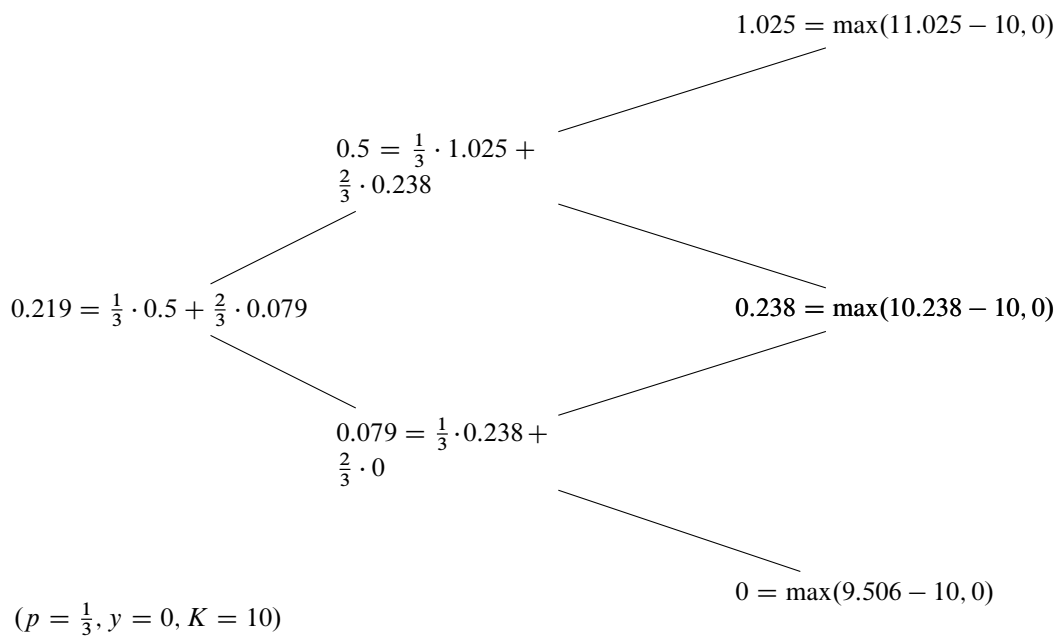 1.025 = max(11.025 − 10, 0)
0.5 = 1/3 · 1.025 +
2/3 · 0.238
0.219 = 1/3 · 0.5 + 2/3 · 0.079
0.238 = max(10.238 − 10, 0)
0.079 = 1/3 · 0.238 +
2/3 · 0
0 = max(9.506 − 10, 0)
(p = 1/3, y = 0, K = 10)